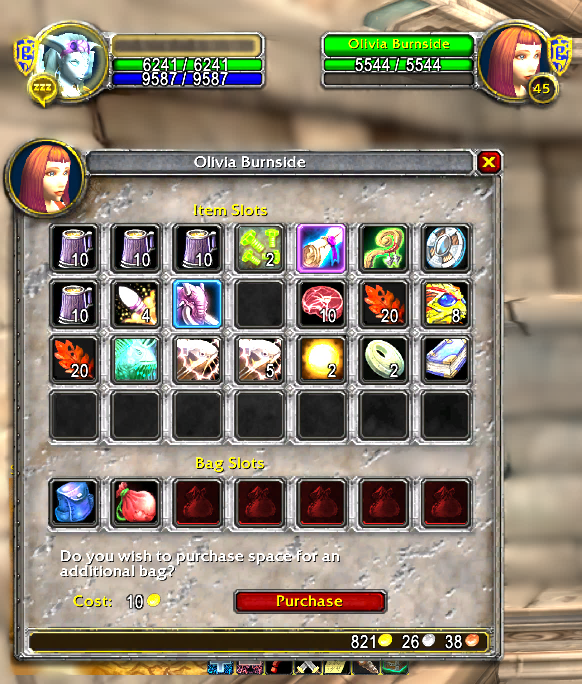 Olivia Burnside
6241 / 6241
5544 / 5544
9587 / 9587
zzz
45
Olivia Burnside
Item Slots
10 10 10 2
10 4 10 20 8
20 5 2 2
Bag Slots
Do you wish to purchase space for an
additional bag?
Cost: 10
Purchase
821 26 38